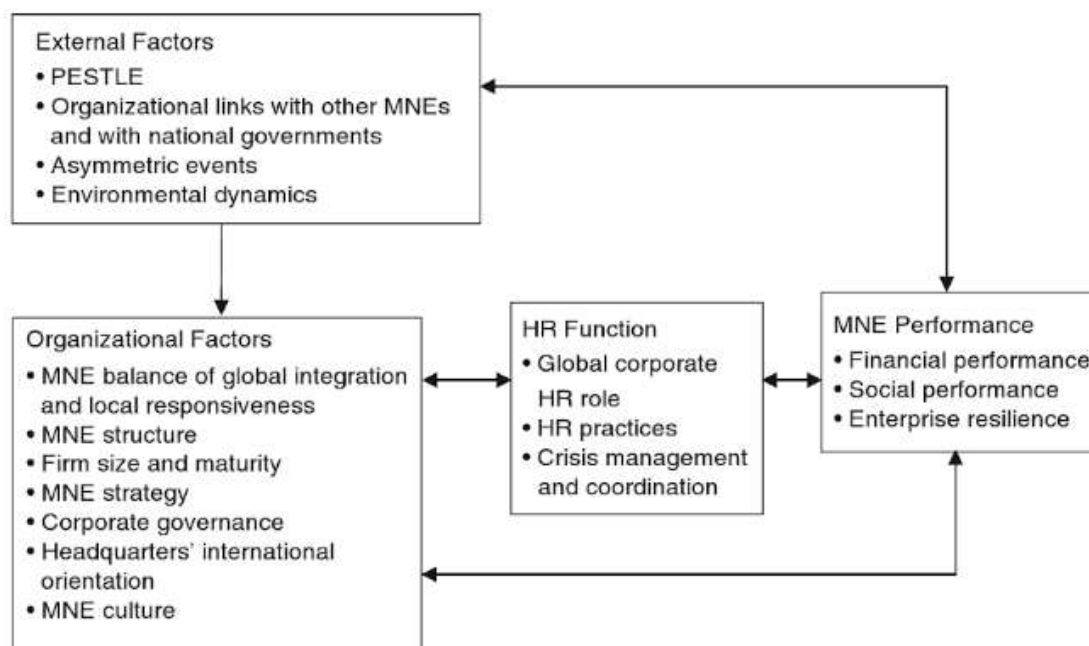 External Factors
• PESTLE
• Organizational links with other MNEs
and with national governments
• Asymmetric events
• Environmental dynamics
Organizational Factors
• MNE balance of global integration
and local responsiveness
• MNE structure
• Firm size and maturity
• MNE strategy
• Corporate governance
• Headquarters' international
orientation
• MNE culture
HR Function
• Global corporate
HR role
• HR practices
• Crisis management
and coordination
MNE Performance
• Financial performance
• Social performance
• Enterprise resilience